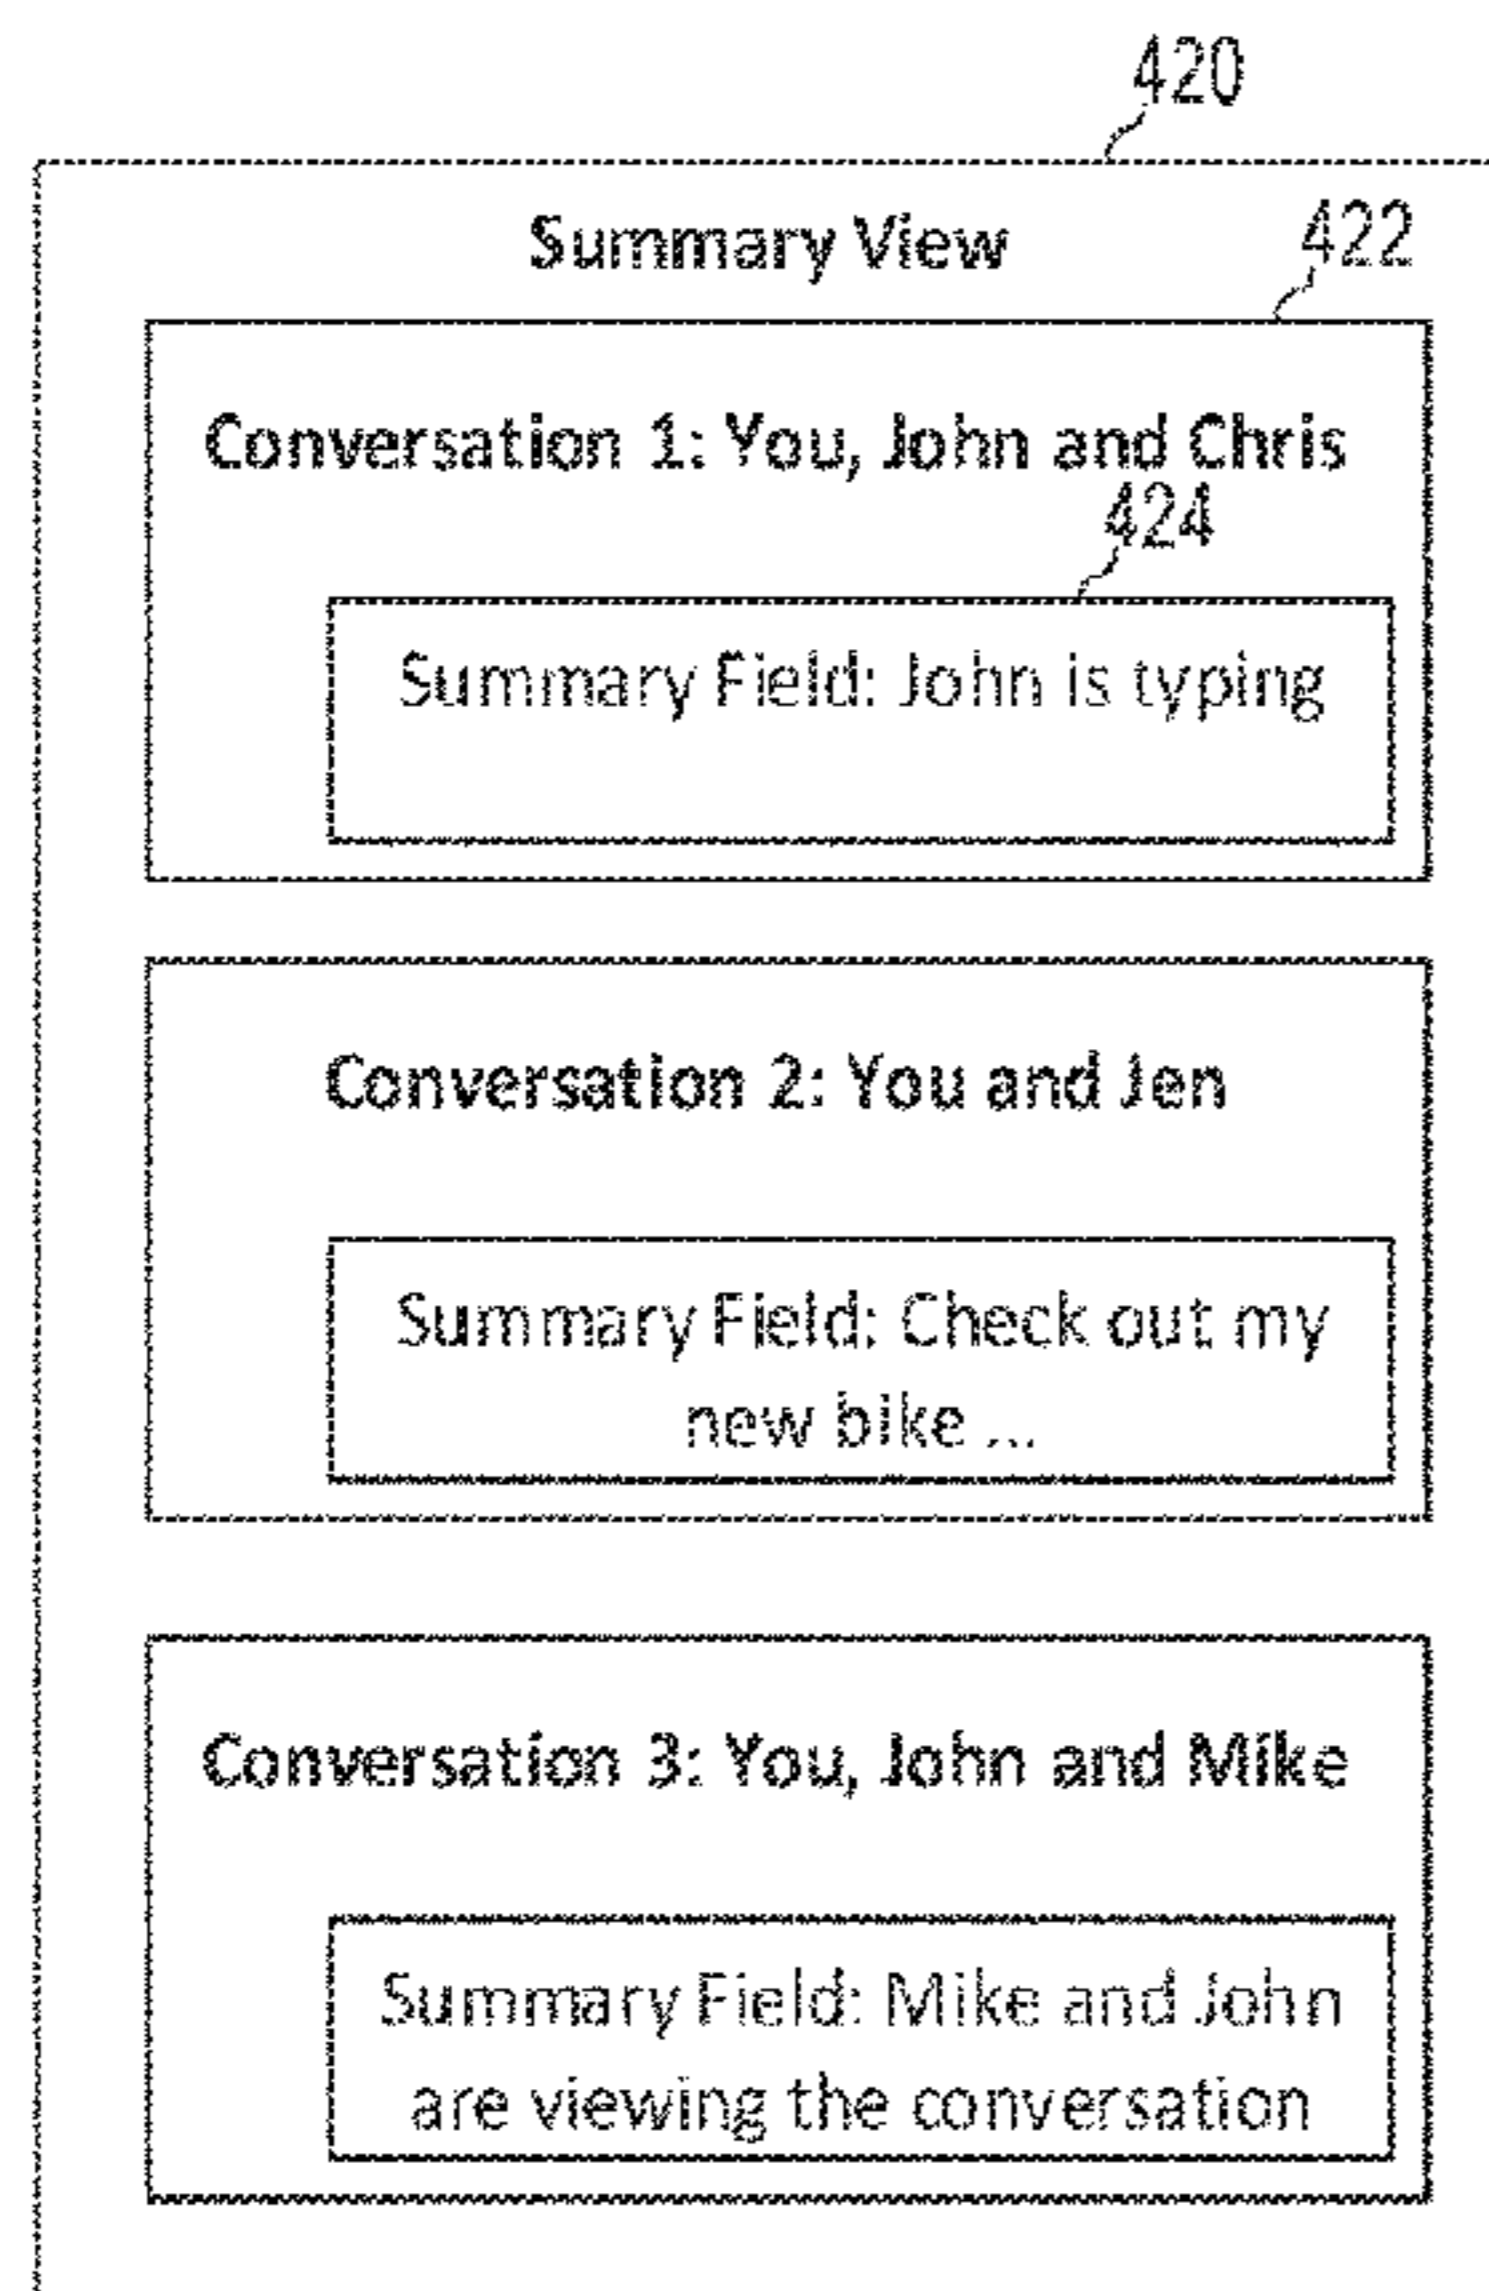 420
Summary View
422
Conversation 1: You, John and Chris
424
Summary Field: John is typing
Conversation 2: You and Jen
Summary Field: Check out my
new bike ...
Conversation 3: You, John and Mike
Summary Field: Mike and John
are viewing the conversation